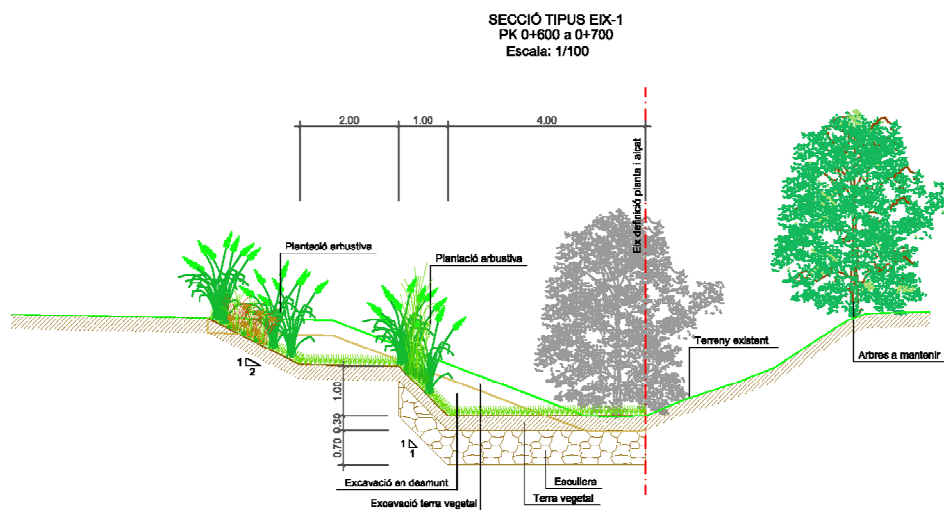 SECCIÓ TIPUS EIX-1
PK 0+600 a 0+700
Escala: 1/100
2.00
1.00
4.00
Eix definició planta i alçat
Plantació arbustiva
Plantació arbustiva
Terreny existent
Arbres a mantenir
1
2
1.00
0.30
0.70
1
1
Excavació en desmunt
Escullera
Excavació terra vegetal
Terra vegetal